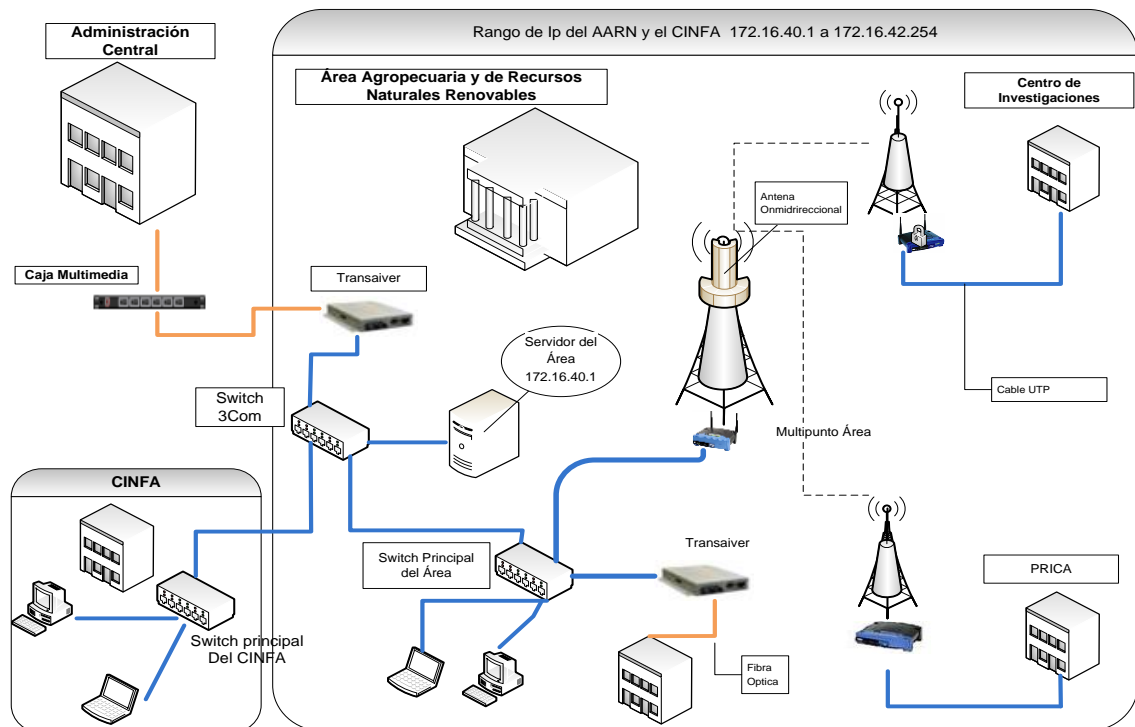 Administración
Central
Rango de Ip del AARN y el CINFA  172.16.40.1 a 172.16.42.254
Área Agropecuaria y de Recursos
Naturales Renovables
Centro de
Investigaciones
Antena
Onmidrireccional
Caja Multimedia
Transaiver
Servidor del
Área
172.16.40.1
Switch
3Com
Cable UTP
Multipunto Área
CINFA
Switch Principal
del Área
Transaiver
PRICA
Switch principal
Del CINFA
Fibra
Optica